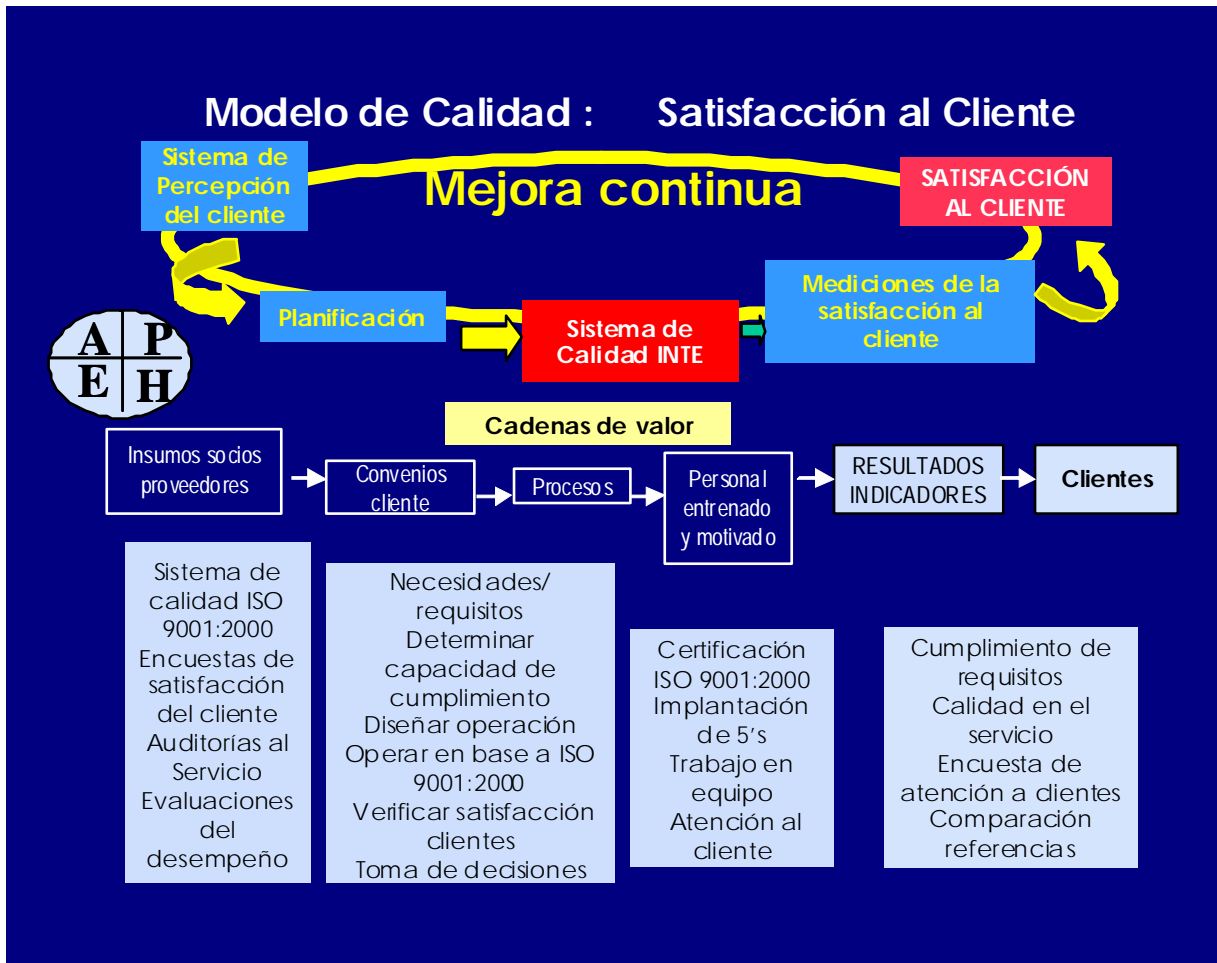 Modelo de Calidad : Satisfacción al Cliente
Sistema de
Percepción
del cliente
Mejora continua
SATISFACCIÓN
AL CLIENTE
Planificación
Sistema de
Calidad INTE
Mediciones de la
satisfacción al
cliente
A P
E H
Cadenas de valor
Insumos socios
proveedores
Convenios
cliente
Procesos
Personal
entrenado
y motivado
RESULTADOS
INDICADORES
Clientes
Sistema de
calidad ISO
9001:2000
Encuestas de
satisfacción
del cliente
Auditorías al
Servicio
Evaluaciones
del
desempeño
Necesidades/
requisitos
Determinar
capacidad de
cumplimiento
Diseñar operación
Operar en base a ISO
9001:2000
Verificar satisfacción
clientes
Toma de decisiones
Certificación
ISO 9001:2000
Implantación
de 5's
Trabajo en
equipo
Atención al
cliente
Cumplimiento de
requisitos
Calidad en el
servicio
Encuesta de
atención a clientes
Comparación
referencias